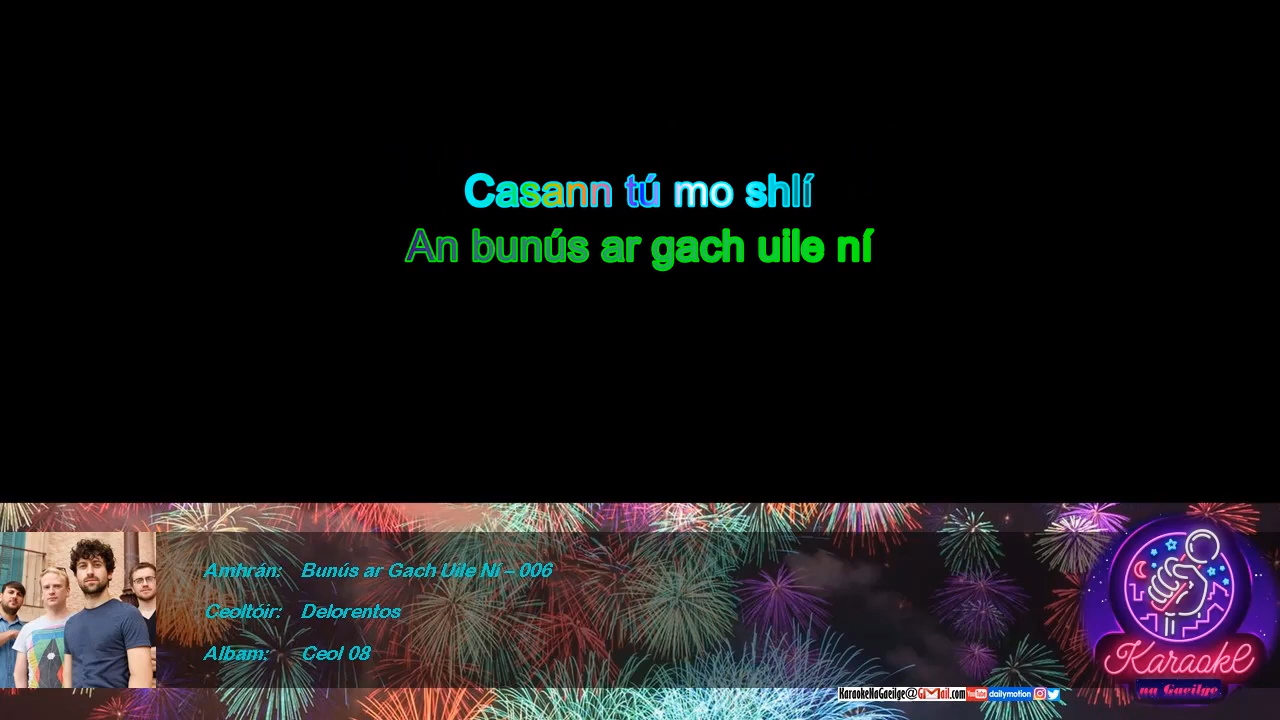 Casann tú mo shlí
An bunús ar gach uile ní
Amhrán: Bunús ar Gach Uile Ní – 006
Ceoltóir: Delorentos
Albam: Ceol 08
KaraokeNaGaeilge@GMail.com YouTube dailymotion
Karaoke
na Gaeilge